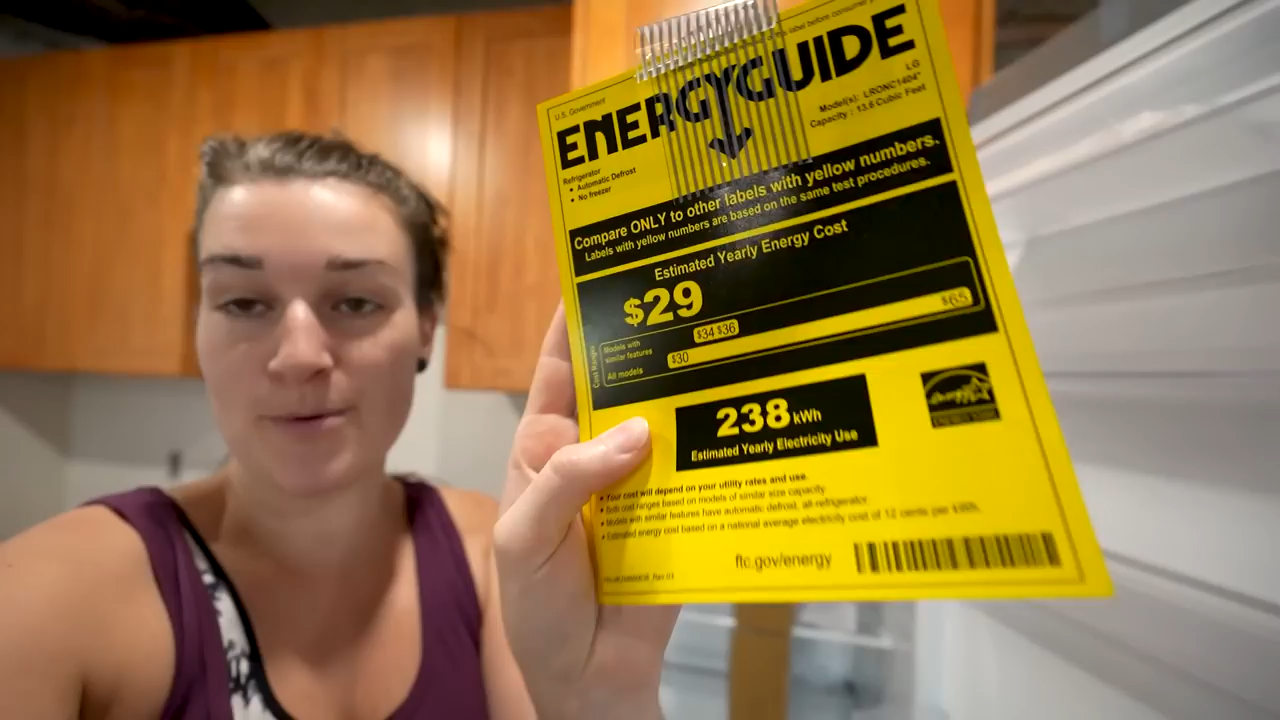 U.S. Government
ENERGYGUIDE
Refrigerator
• Automatic Defrost
• No freezer
LG
Model(s): LRONC1404*
Capacity : 13.6 Cubic Feet
Compare ONLY to other labels with yellow numbers.
Labels with yellow numbers are based on the same test procedures.
Estimated Yearly Energy Cost
$29
Cost Ranges
Models with
similar features
$34 $36
All models
$30
$65
238 kWh
Estimated Yearly Electricity Use
• Your cost will depend on your utility rates and use.
• Both cost ranges based on models of similar size capacity.
• Models with similar features have automatic defrost, all-refrigerator.
• Estimated energy cost based on a national average electricity cost of 12 cents per kWh.
ftc.gov/energy
ENERGY STAR